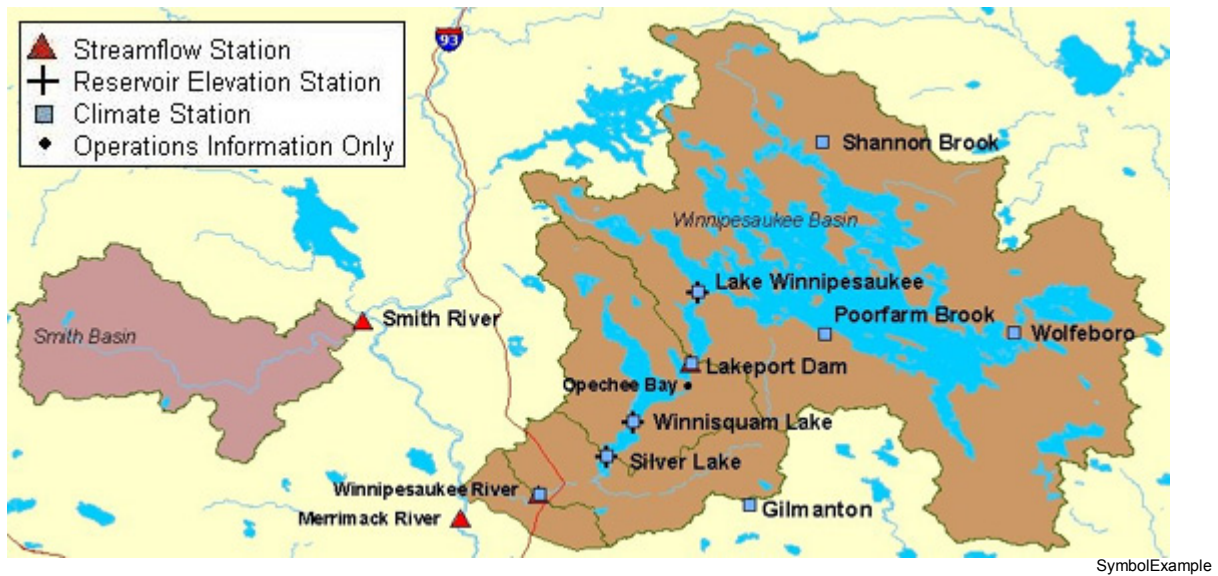 Streamflow Station
Reservoir Elevation Station
Climate Station
Operations Information Only
93
Shannon Brook
Winnipesaukee Basin
Lake Winnipesaukee
Smith River
Poorfarm Brook
Smith Basin
Wolfeboro
Lakeport Dam
Opechee Bay
Winnisquam Lake
Silver Lake
Winnipesaukee River
Gilmanton
Merrimack River
SymbolExample